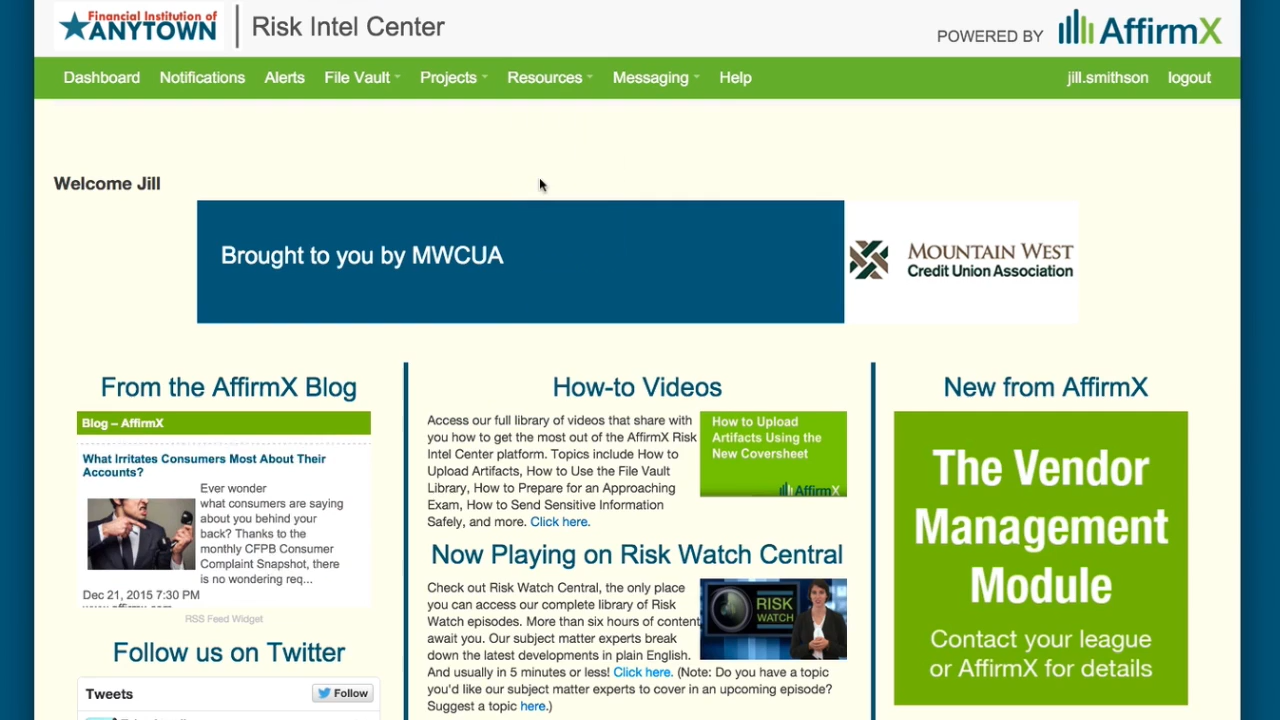 Financial Institution of
ANYTOWN
Risk Intel Center
POWERED BY AffirmX
Dashboard Notifications Alerts File Vault Projects Resources Messaging Help jill.smithson logout
Welcome Jill
Brought to you by MWCUA
MOUNTAIN WEST
Credit Union Association
From the AffirmX Blog
Blog – AffirmX
What Irritates Consumers Most About Their
Accounts?
Ever wonder
what consumers are saying
about you behind your
back? Thanks to the
monthly CFPB Consumer
Complaint Snapshot, there
is no wondering req...
Dec 21, 2015 7:30 PM
RSS Feed Widget
Follow us on Twitter
Tweets
Follow
How-to Videos
Access our full library of videos that share with
you how to get the most out of the AffirmX Risk
Intel Center platform. Topics include How to
Upload Artifacts, How to Use the File Vault
Library, How to Prepare for an Approaching
Exam, How to Send Sensitive Information
Safely, and more. Click here.
How to Upload
Artifacts Using the
New Coversheet
AffirmX
Now Playing on Risk Watch Central
Check out Risk Watch Central, the only place
you can access our complete library of Risk
Watch episodes. More than six hours of content
await you. Our subject matter experts break
down the latest developments in plain English.
And usually in 5 minutes or less! Click here. (Note: Do you have a topic
you'd like our subject matter experts to cover in an upcoming episode?
Suggest a topic here.)
RISK
WATCH
New from AffirmX
The Vendor
Management
Module
Contact your league
or AffirmX for details